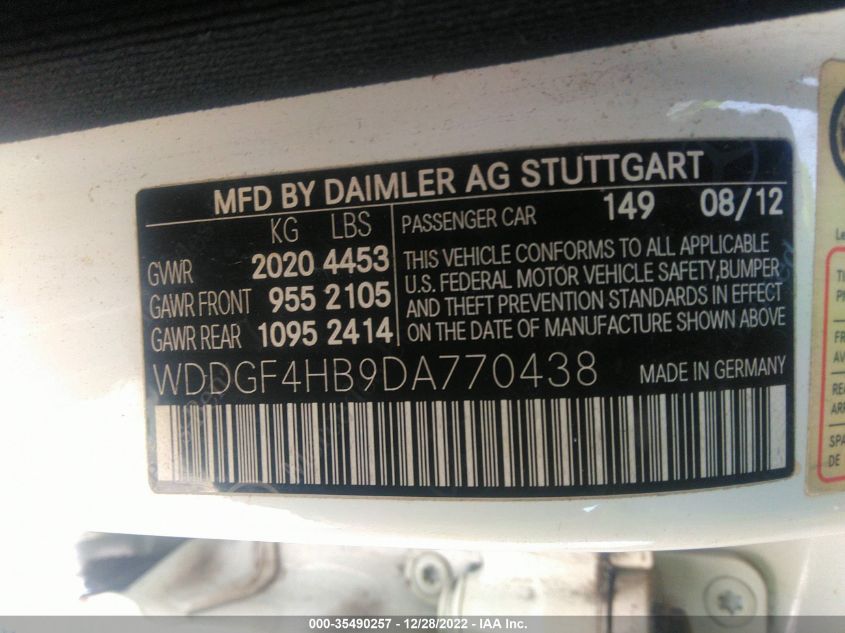 MFD BY DAIMLER AG STUTTGART
KG LBS
GVWR 2020 4453
GAWR FRONT 955 2105
GAWR REAR 1095 2414
PASSENGER CAR 149 08/12
THIS VEHICLE CONFORMS TO ALL APPLICABLE
U.S. FEDERAL MOTOR VEHICLE SAFETY,BUMPER
AND THEFT PREVENTION STANDARDS IN EFFECT
ON THE DATE OF MANUFACTURE SHOWN ABOVE
WDDGF4HB9DA770438 MADE IN GERMANY
000-35490257 - 12/28/2022 - IAA Inc.